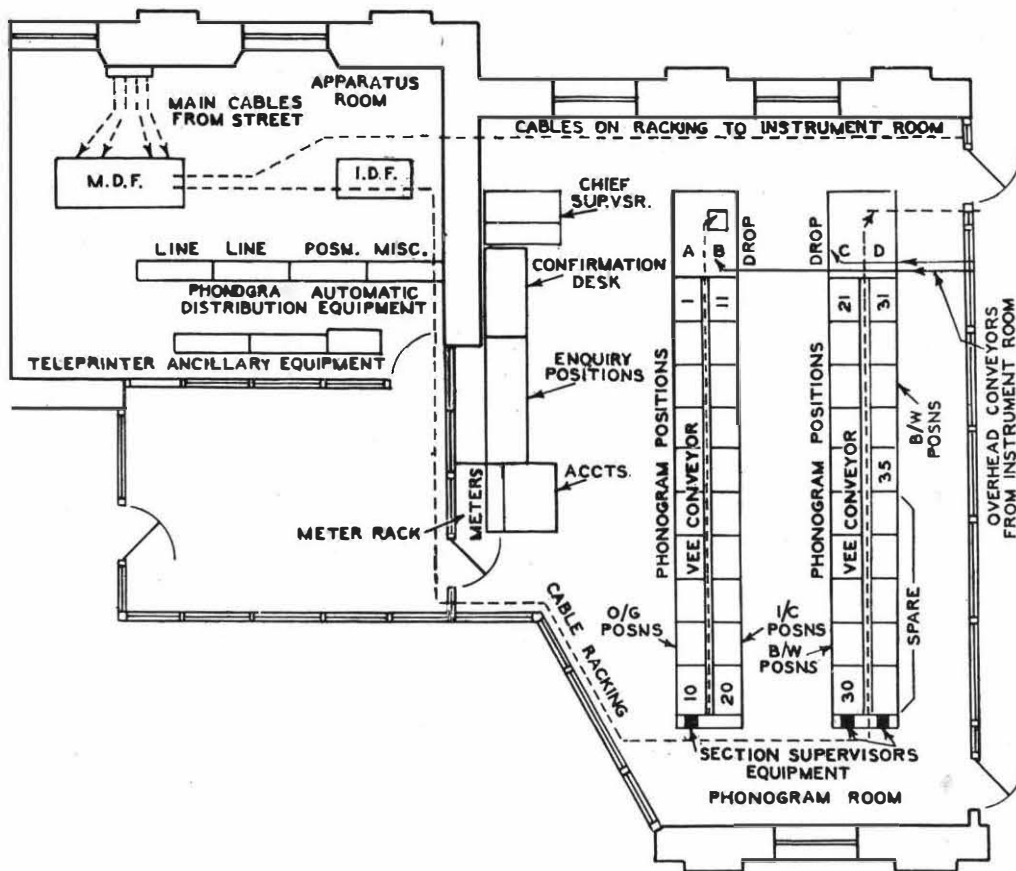 APPARATUS
ROOM
MAIN CABLES
FROM STREET
CABLES ON RACKING TO INSTRUMENT ROOM
M.D.F.
I.D.F.
CHIEF
SUP.VSR.
LINE LINE POSN. MISC.
PHONOGRA AUTOMATIC
DISTRIBUTION EQUIPMENT
TELEPRINTER ANCILLARY EQUIPMENT
CONFIRMATION
DESK
ENQUIRY
POSITIONS
ACCTS.
METERS
METER RACK
CABLE RACKING
A B
DROP
DROP
C D
1 11
21 31
PHONOGRAM POSITIONS
VEE CONVEYOR
PHONOGRAM POSITIONS
VEE CONVEYOR
35
B/W
POSNS
OVERHEAD CONVEYORS
FROM INSTRUMENT ROOM
SPARE
O/G
POSNS
I/C
POSNS
B/W
POSNS
10 20
30
SECTION SUPERVISORS
EQUIPMENT
PHONOGRAM ROOM